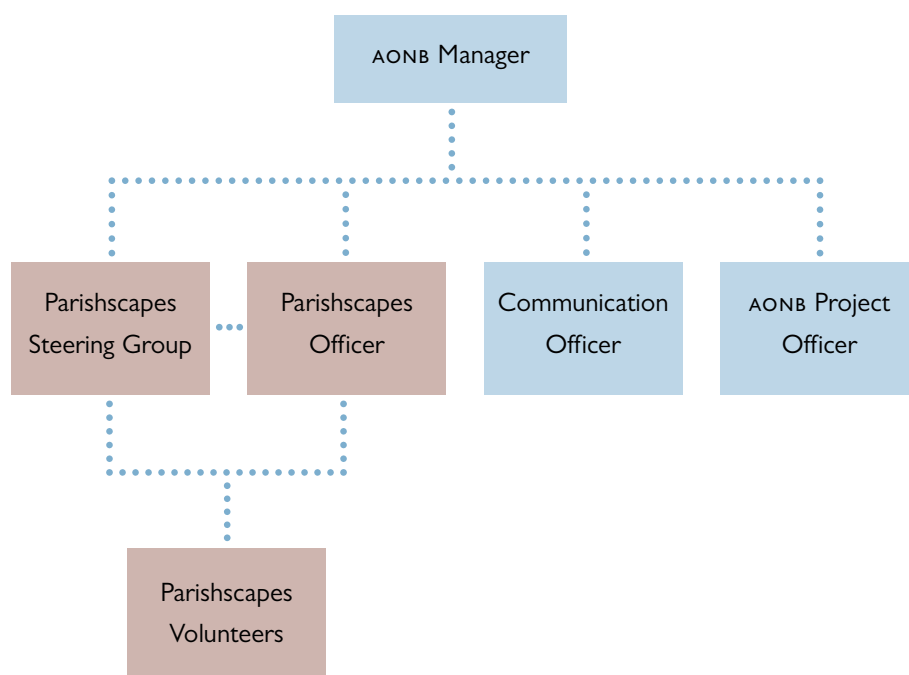 AONB Manager
Parishscapes
Steering Group
Parishscapes
Officer
Communication
Officer
AONB Project
Officer
Parishscapes
Volunteers